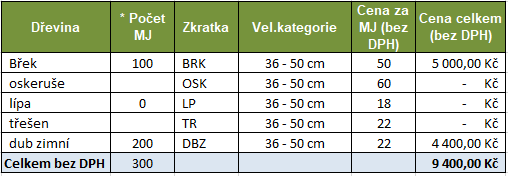 Dřevina * Počet MJ Zkratka Vel.kategorie Cena za MJ (bez DPH) Cena celkem (bez DPH)
Břek 100 BRK 36 - 50 cm 50 5 000,00 Kč
oskeruše OSK 36 - 50 cm 60 - Kč
lípa 0 LP 36 - 50 cm 18 - Kč
třešen TR 36 - 50 cm 22 - Kč
dub zimní 200 DBZ 36 - 50 cm 22 4 400,00 Kč
Celkem bez DPH 300 9 400,00 Kč